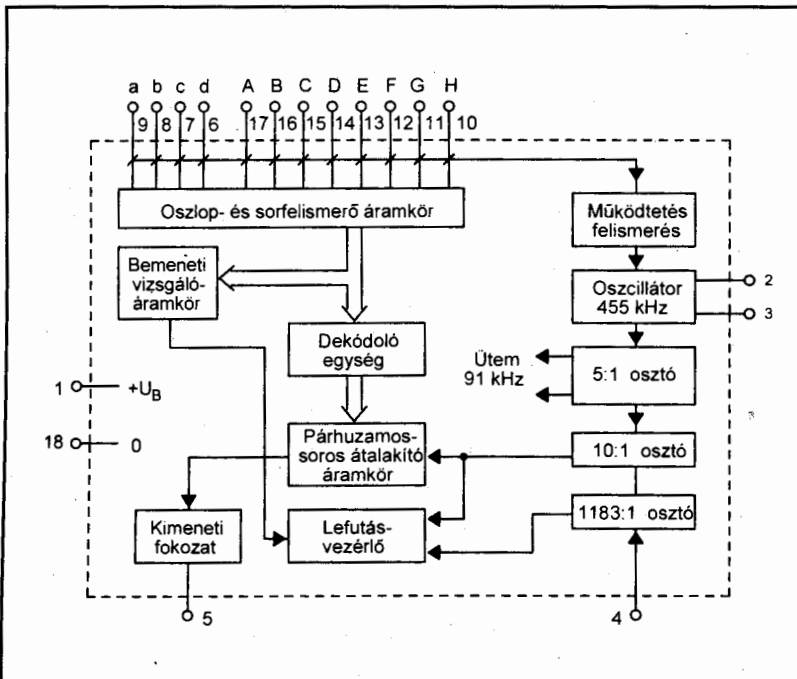 a b c d A B C D E F G H
9 8 7 6 17 16 15 14 13 12 11 10
Oszlop- és sorfelismerő áramkör
Működtetés
felismerés
Bemeneti
vizsgáló-
áramkör
Oszcillátor
455 kHz
2
3
Dekódoló
egység
Ütem
91 kHz
5:1 osztó
1 +U_B
18 0
Párhuzamos-
soros átalakító
áramkör
10:1 osztó
Kimeneti
fokozat
Lefutás-
vezérlő
1183:1 osztó
5
4